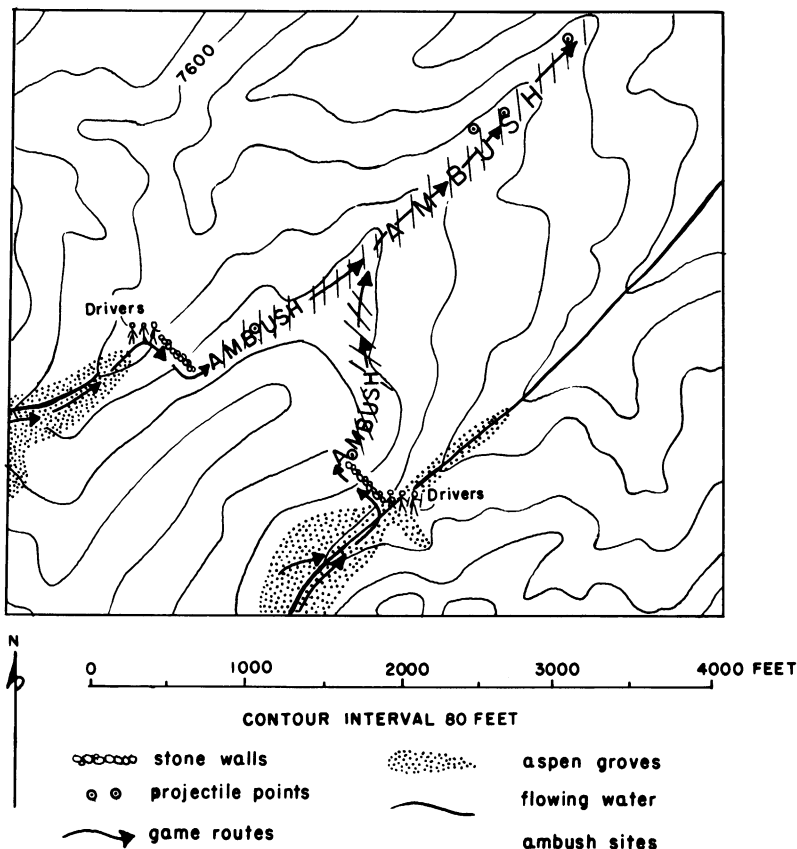 7600
AMBUSH
Drivers
AMBUSH
AMBUSH
Drivers
N
0 1000 2000 3000 4000 FEET
CONTOUR INTERVAL 80 FEET
stone walls
aspen groves
projectile points
flowing water
game routes
ambush sites